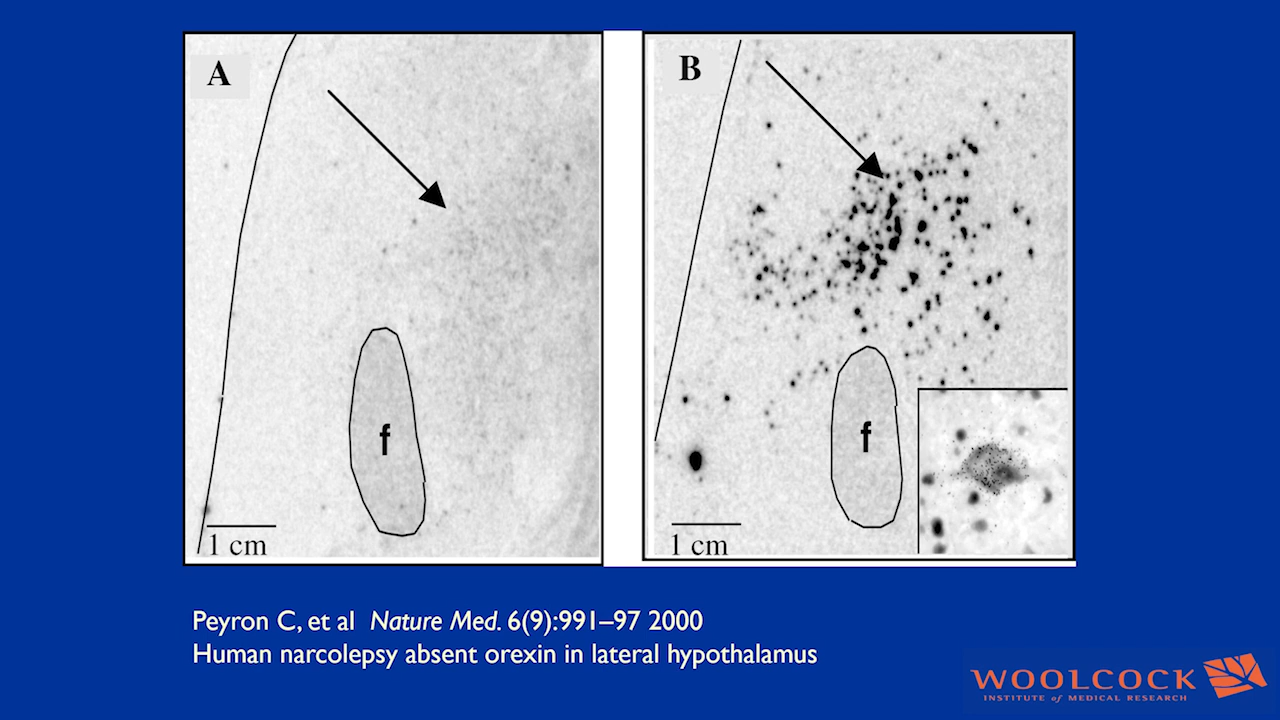 A
B
f
f
1 cm
1 cm
Peyron C, et al Nature Med. 6(9):991–97 2000
Human narcolepsy absent orexin in lateral hypothalamus
WOOLCOCK
INSTITUTE of MEDICAL RESEARCH